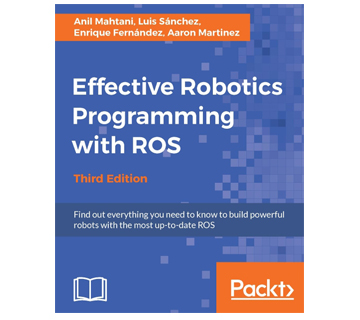 Anil Mahtani, Luis Sánchez,
Enrique Fernández, Aaron Martinez
Effective Robotics
Programming
with ROS
Third Edition
Find out everything you need to know to build powerful
robots with the most up-to-date ROS
Packt>